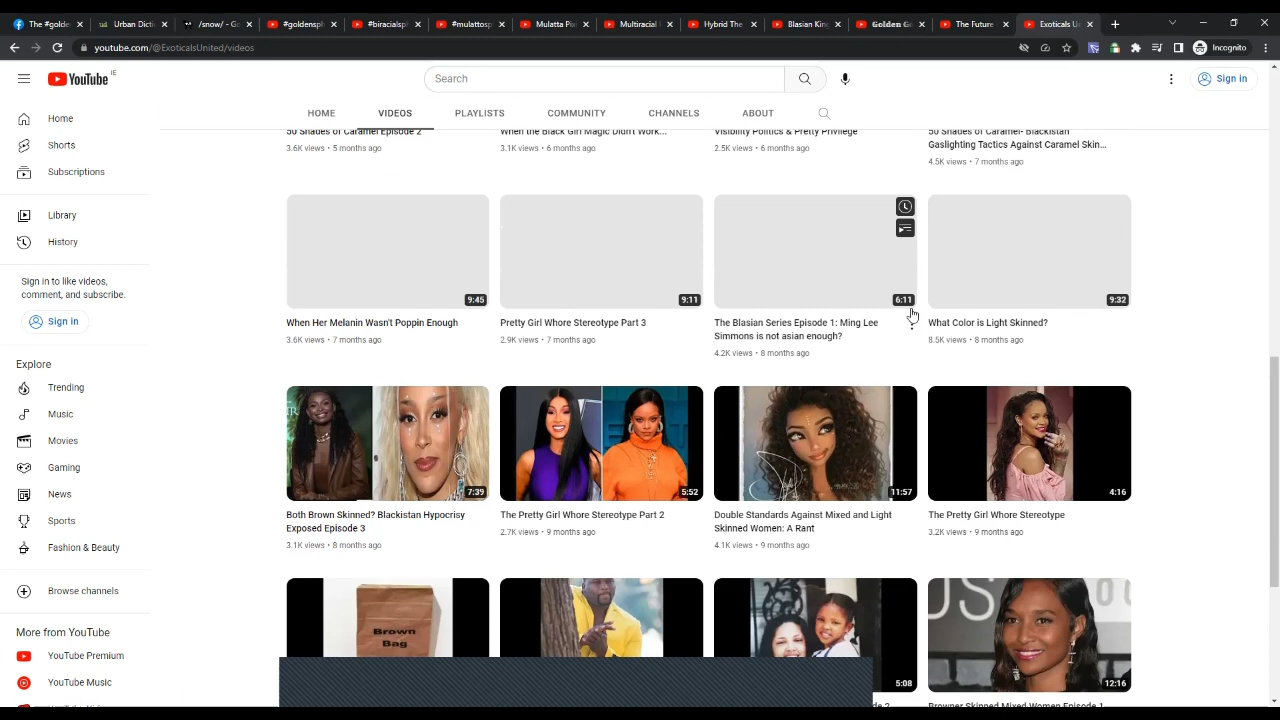 The #golde
Urban Dicti
/snow/ - Go
#goldensph
#biracialsp
#mulattosp
Mulatta Pri
Multiracial
Hybrid The
Blasian King
Golden G
The Future
Exoticals U
youtube.com/@ExoticalsUnited/videos
Incognito
YouTube IE
Search
Sign in
HOME
VIDEOS
PLAYLISTS
COMMUNITY
CHANNELS
ABOUT
Home
Shorts
Subscriptions
Library
History
Sign in to like videos,
comment, and subscribe.
Sign in
Explore
Trending
Music
Movies
Gaming
News
Sports
Fashion & Beauty
Browse channels
More from YouTube
YouTube Premium
YouTube Music
50 Shades of Caramel Episode 2
3.6K views • 5 months ago
When the Black Girl Magic Didn't Work...
3.1K views • 6 months ago
Visibility Politics & Pretty Privilege
2.5K views • 6 months ago
50 Shades of Caramel- Blackistan
Gaslighting Tactics Against Caramel Skin...
4.5K views • 7 months ago
9:45
When Her Melanin Wasn't Poppin Enough
3.6K views • 7 months ago
9:11
Pretty Girl Whore Stereotype Part 3
2.9K views • 7 months ago
6:11
The Blasian Series Episode 1: Ming Lee
Simmons is not asian enough?
4.2K views • 8 months ago
9:32
What Color is Light Skinned?
8.5K views • 8 months ago
7:39
Both Brown Skinned? Blackistan Hypocrisy
Exposed Episode 3
3.1K views • 8 months ago
5:52
The Pretty Girl Whore Stereotype Part 2
2.7K views • 9 months ago
11:57
Double Standards Against Mixed and Light
Skinned Women: A Rant
4.1K views • 9 months ago
4:16
The Pretty Girl Whore Stereotype
3.2K views • 9 months ago
Brown
Bag
5:08
12:16
Browner Skinned Mixed Women Episode 1